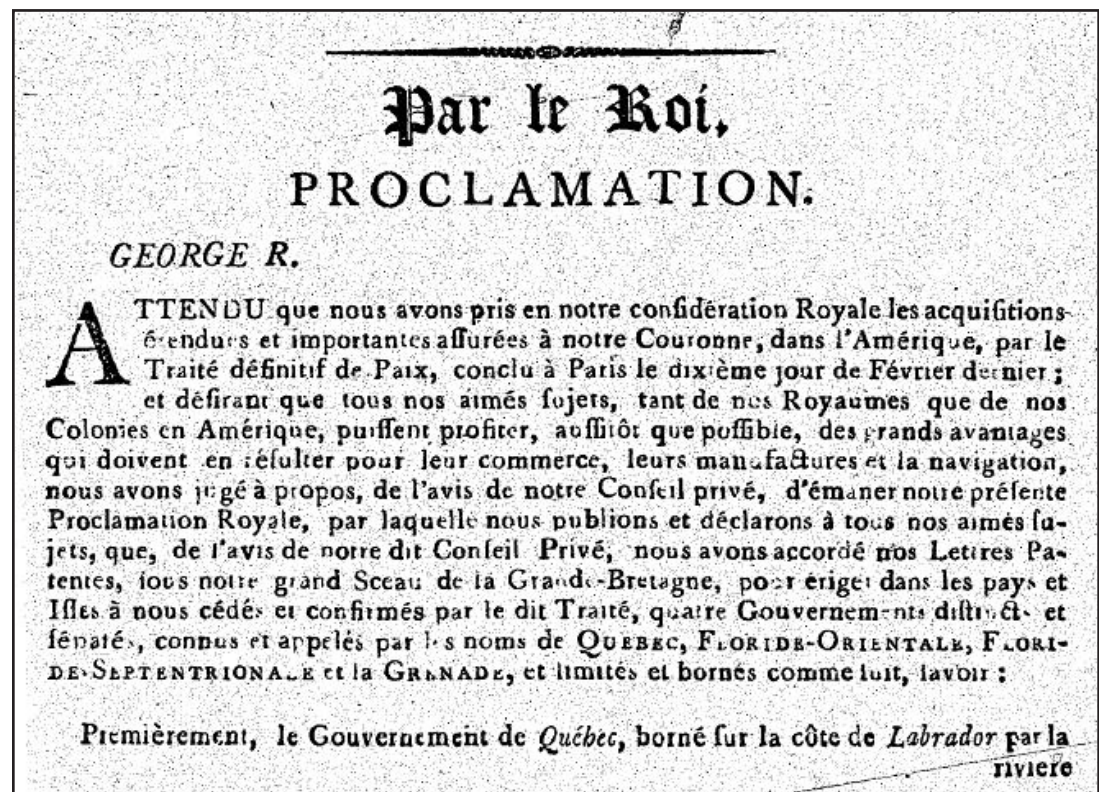 Par le Roi.
PROCLAMATION.
GEORGE R.
ATTENDU que nous avons pris en notre conſidération Royale les acquiſitions
étendues et importantes aſſurées à notre Couronne, dans l'Amérique, par le
Traité définitif de Paix, conclu à Paris le dixième jour de Février dernier ;
et déſirant que tous nos aimés ſujets, tant de nos Royaumes que de nos
Colonies en Amérique, puiſſent profiter, auſſitôt que poſſible, des grands avantages
qui doivent en réſulter pour leur commerce, leurs manufactures et la navigation,
nous avons jugé à propos, de l'avis de notre Conſeil privé, d'émaner notre préſente
Proclamation Royale, par laquelle nous publions et déclarons à tous nos aimés ſu-
jets, que, de l'avis de notre dit Conſeil Privé, nous avons accordé nos Lettres Pa-
tentes, ſous notre grand Sceau de la Grande-Bretagne, pour ériger dans les pays et
Iſles à nous cédés et confirmés par le dit Traité, quatre Gouvernements diſtincts et
ſéparés, connus et appelés par les noms de QUEBEC, FLORIDE-ORIENTALE, FLORI-
DE-SEPTENTRIONALE et la GRENADE, et limités et bornés comme ſuit, ſavoir :
Premièrement, le Gouvernement de Québec, borné ſur la côte de Labrador par la
riviere